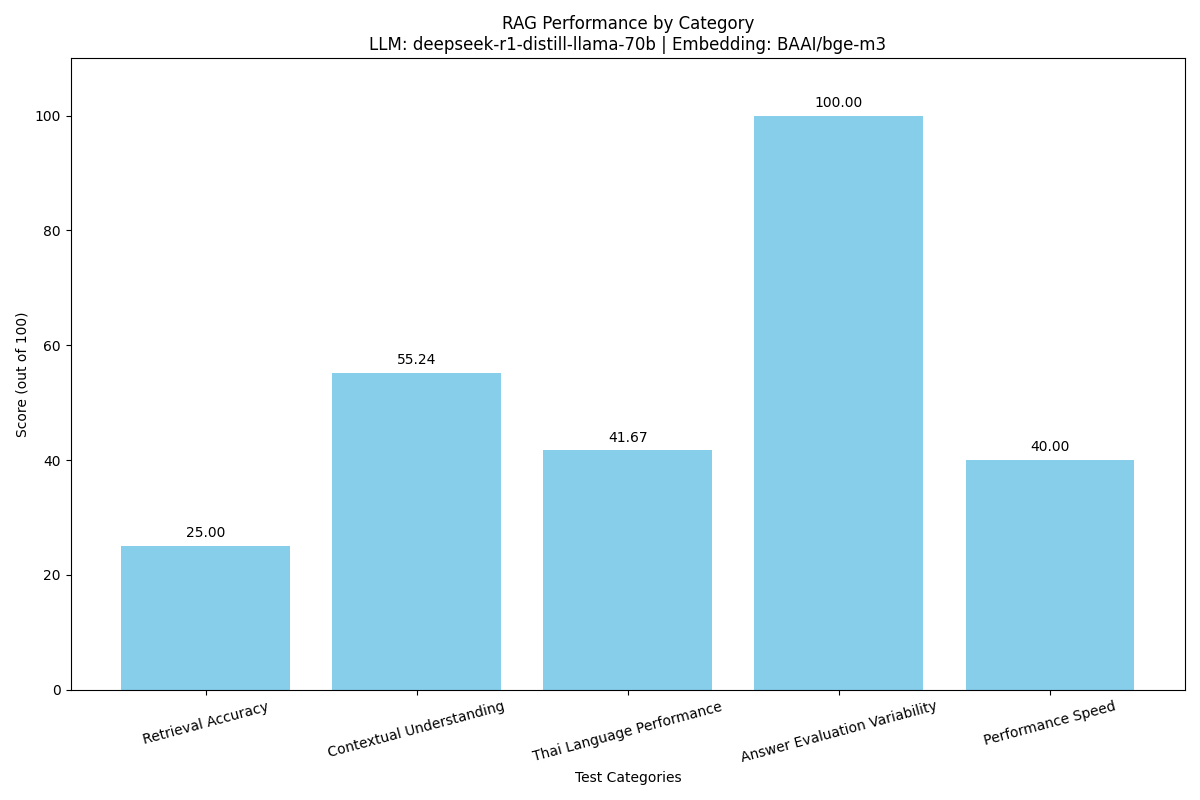 RAG Performance by Category
LLM: deepseek-r1-distill-llama-70b | Embedding: BAAI/bge-m3
Score (out of 100)
100
80
60
40
20
0
25.00
55.24
41.67
100.00
40.00
Retrieval Accuracy
Contextual Understanding
Thai Language Performance
Answer Evaluation Variability
Performance Speed
Test Categories